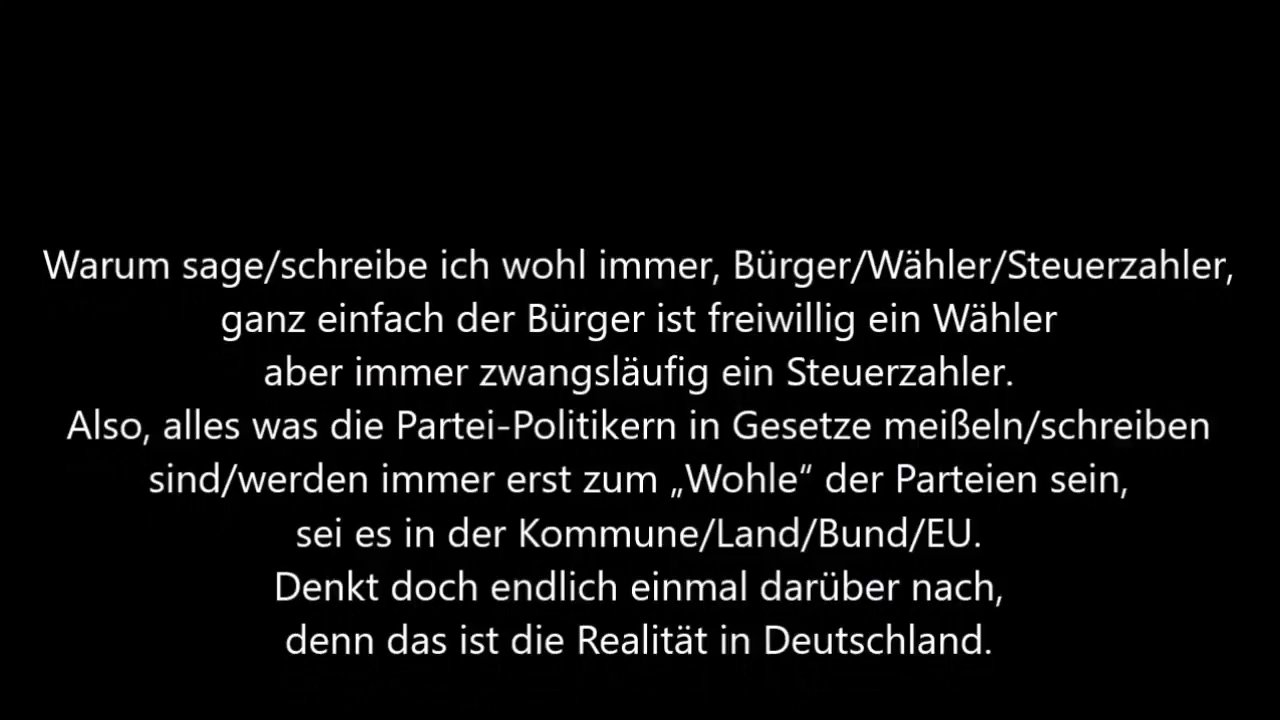 Warum sage/schreibe ich wohl immer, Bürger/Wähler/Steuerzahler,
ganz einfach der Bürger ist freiwillig ein Wähler
aber immer zwangsläufig ein Steuerzahler.
Also, alles was die Partei-Politikern in Gesetze meißeln/schreiben
sind/werden immer erst zum „Wohle“ der Parteien sein,
sei es in der Kommune/Land/Bund/EU.
Denkt doch endlich einmal darüber nach,
denn das ist die Realität in Deutschland.